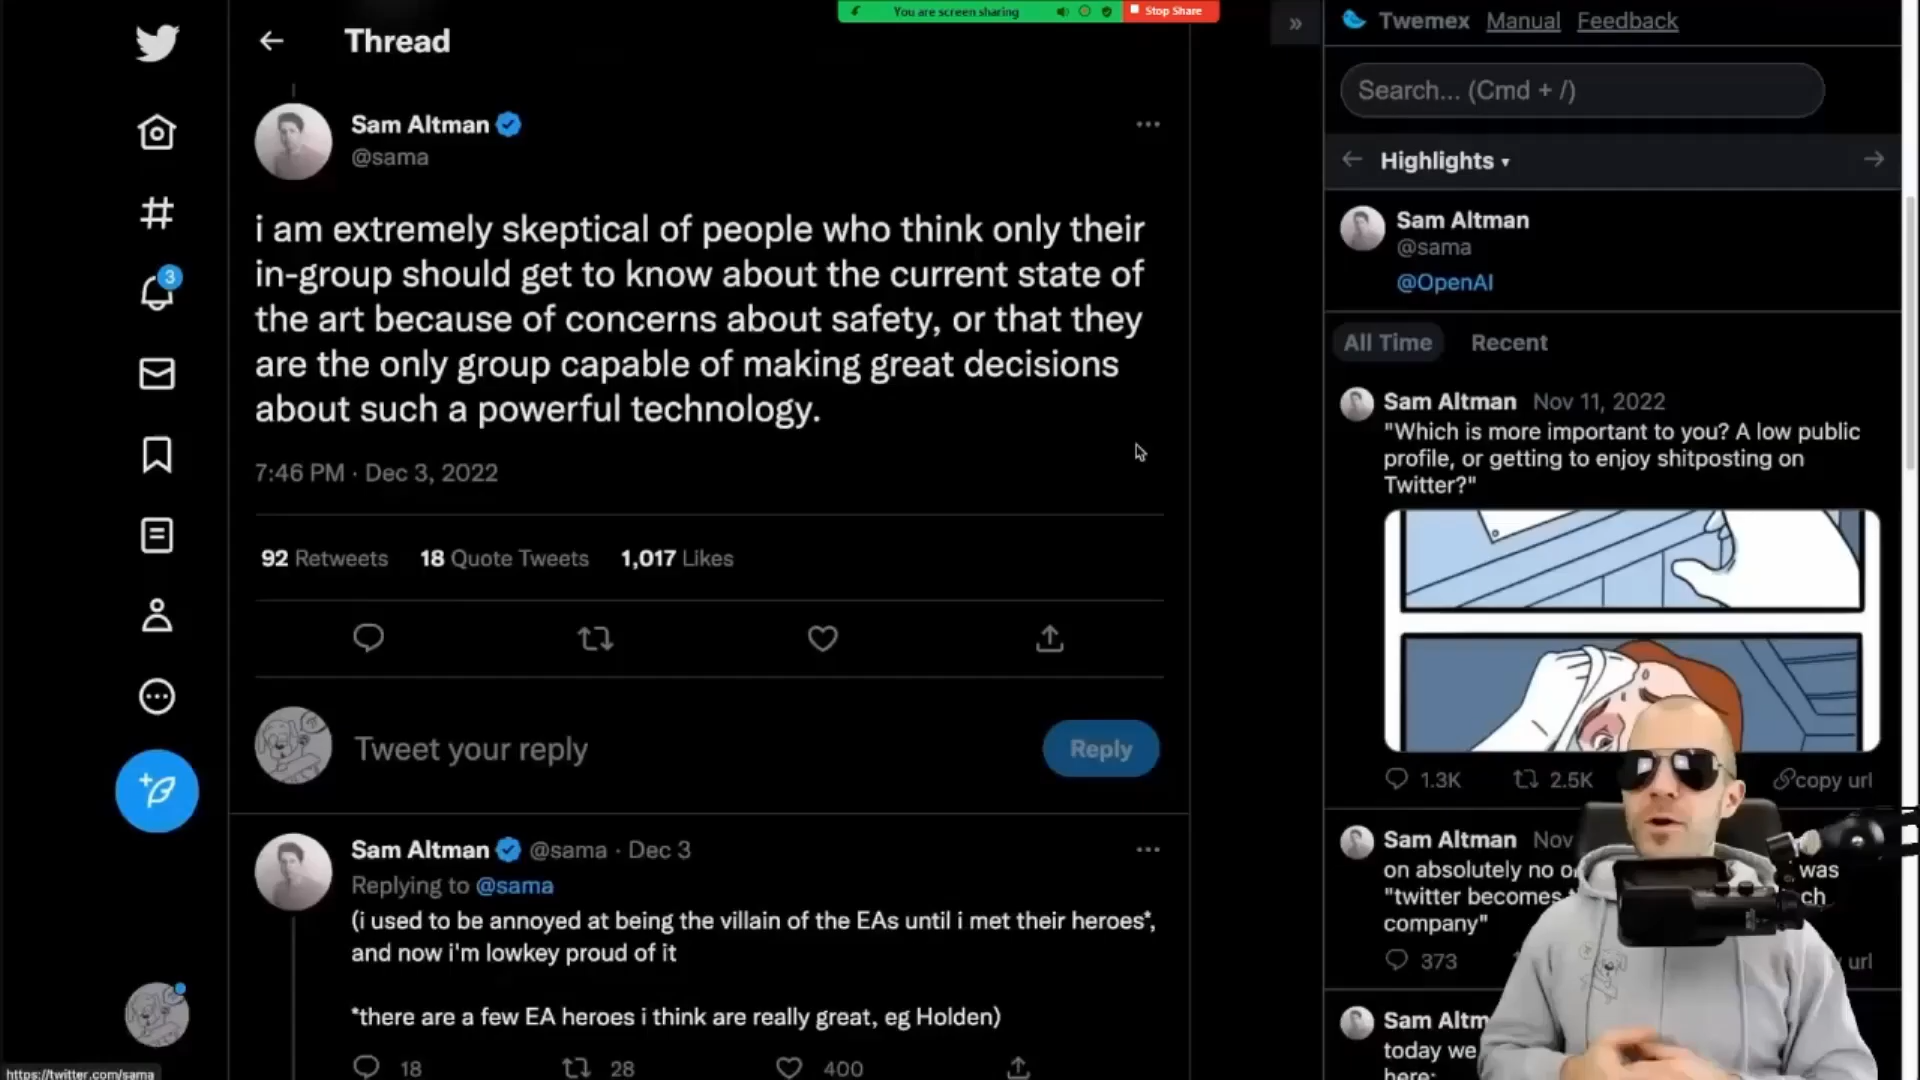 You are screen sharing
Stop Share
Thread
Sam Altman
@sama
i am extremely skeptical of people who think only their
in-group should get to know about the current state of
the art because of concerns about safety, or that they
are the only group capable of making great decisions
about such a powerful technology.
7:46 PM · Dec 3, 2022
92 Retweets 18 Quote Tweets 1,017 Likes
3
Tweet your reply
Reply
Sam Altman @sama · Dec 3
Replying to @sama
(i used to be annoyed at being the villain of the EAs until i met their heroes*,
and now i'm lowkey proud of it
*there are a few EA heroes i think are really great, eg Holden)
18 28 400
https://twitter.com/sama
»
Twemex Manual Feedback
Search... (Cmd + /)
Highlights
Sam Altman
@sama
@OpenAI
All Time Recent
Sam Altman Nov 11, 2022
"Which is more important to you? A low public
profile, or getting to enjoy shitposting on
Twitter?"
1.3K 2.5K copy url
Sam Altman Nov
on absolutely no was
"twitter becomes ch
company"
373 url
Sam Altm
today we
here: